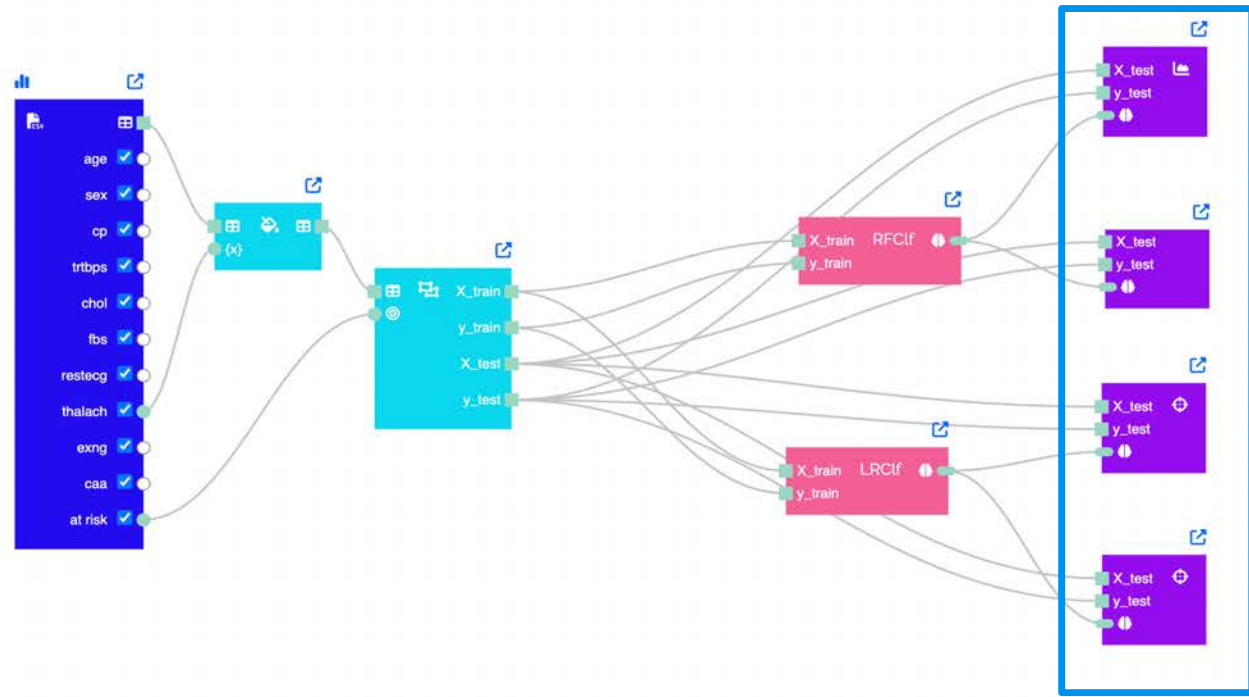 CSV
age
sex
cp
trtbps
chol
fbs
restecg
thalach
exng
caa
at risk
{x}
X_train
y_train
X_test
y_test
X_train RFClf
y_train
X_train LRClf
y_train
X_test
y_test
X_test
y_test
X_test
y_test
X_test
y_test